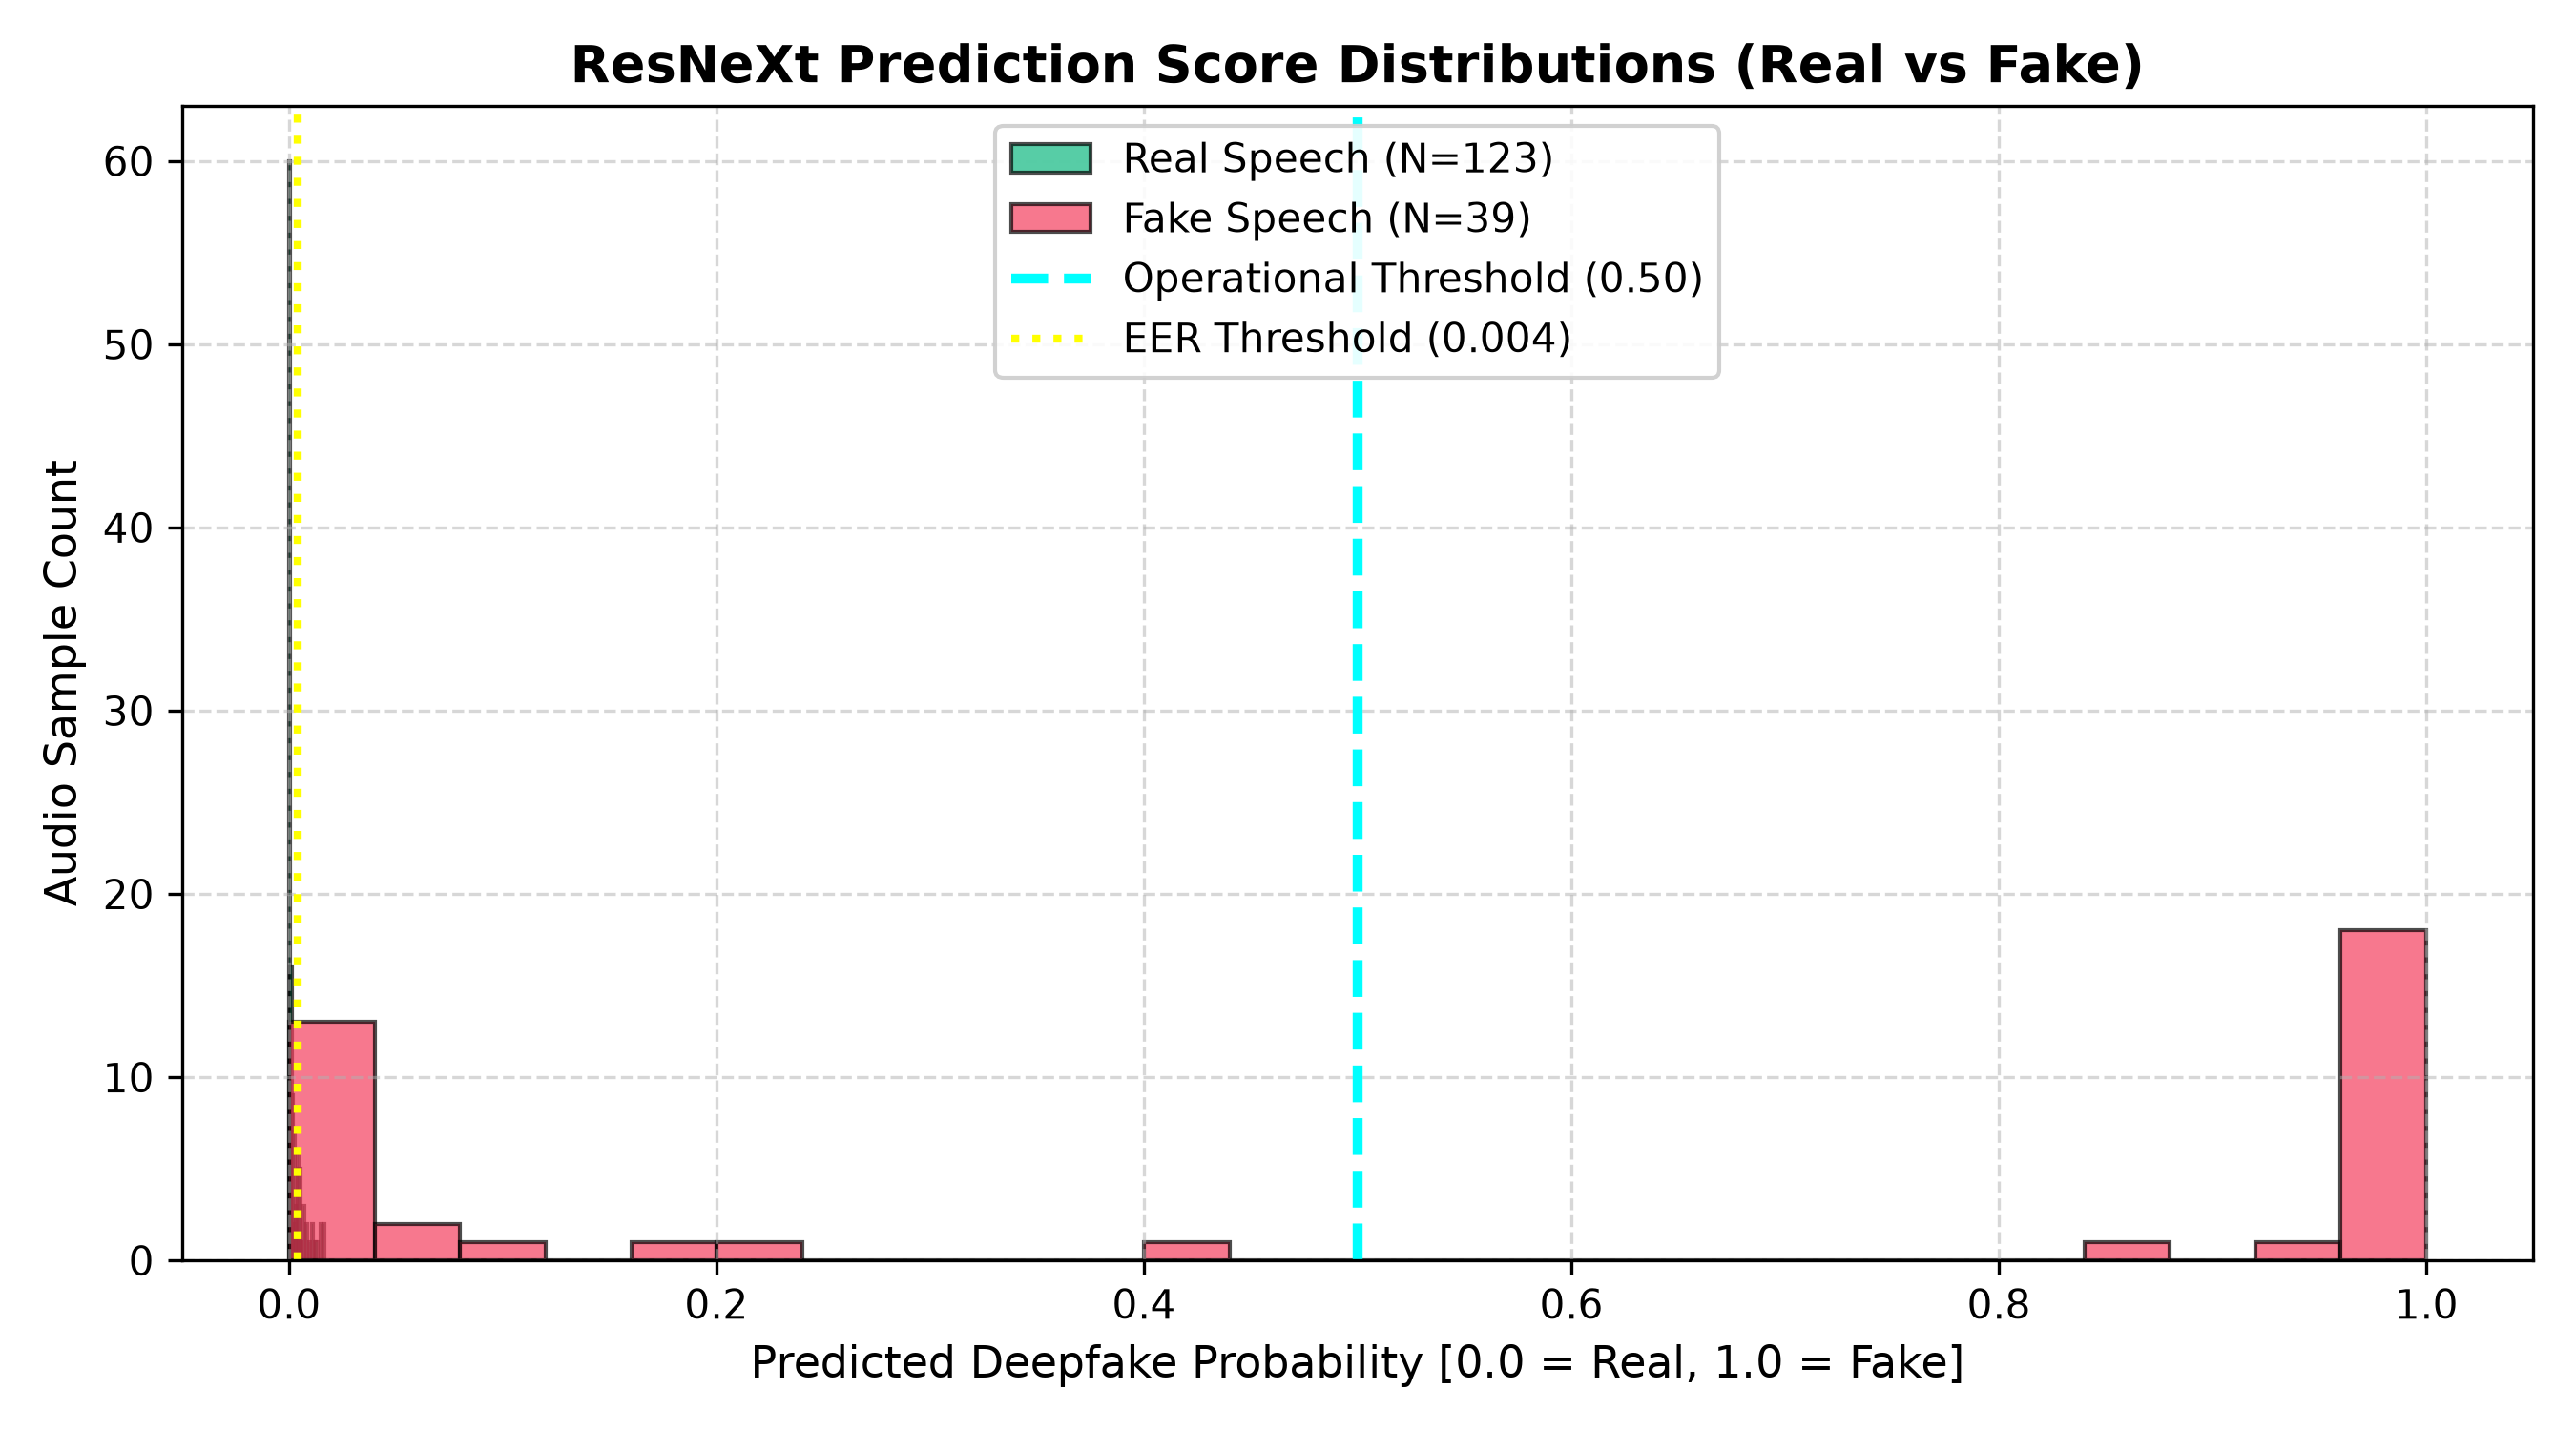 ResNeXt Prediction Score Distributions (Real vs Fake)
Real Speech (N=123)
Fake Speech (N=39)
Operational Threshold (0.50)
EER Threshold (0.004)
Audio Sample Count
60
50
40
30
20
10
0
0.0 0.2 0.4 0.6 0.8 1.0
Predicted Deepfake Probability [0.0 = Real, 1.0 = Fake]